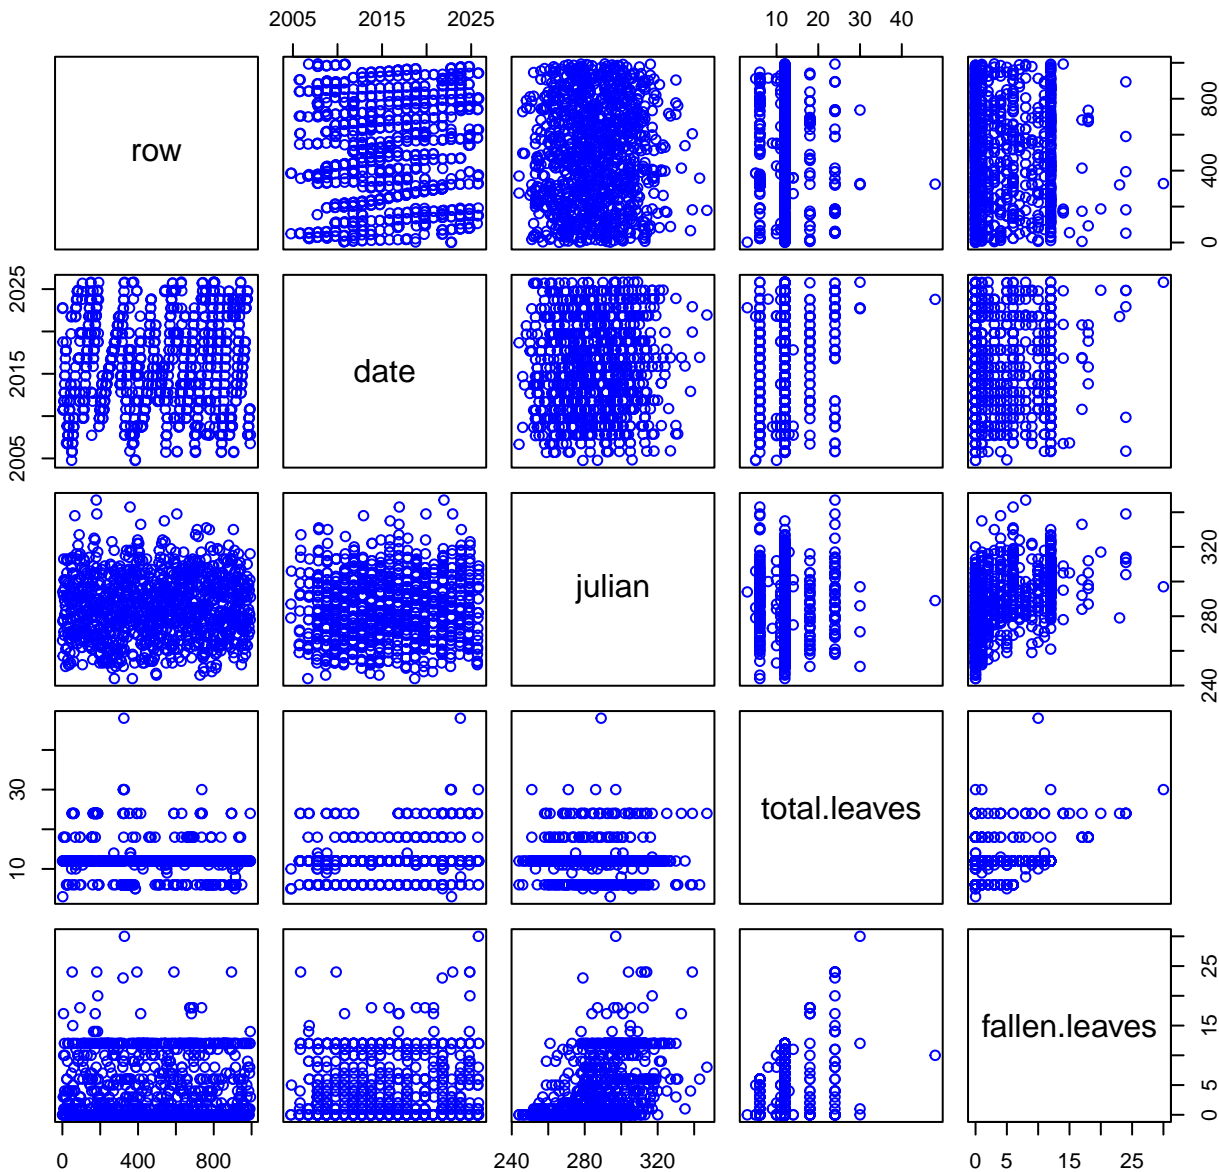 2005 2015 2025 10 20 30 40
row 0 400 800
2005 2015 2025 date
julian 240 280 320
10 30 total.leaves
fallen.leaves 0 5 15 25
0 400 800 240 280 320 0 5 15 25